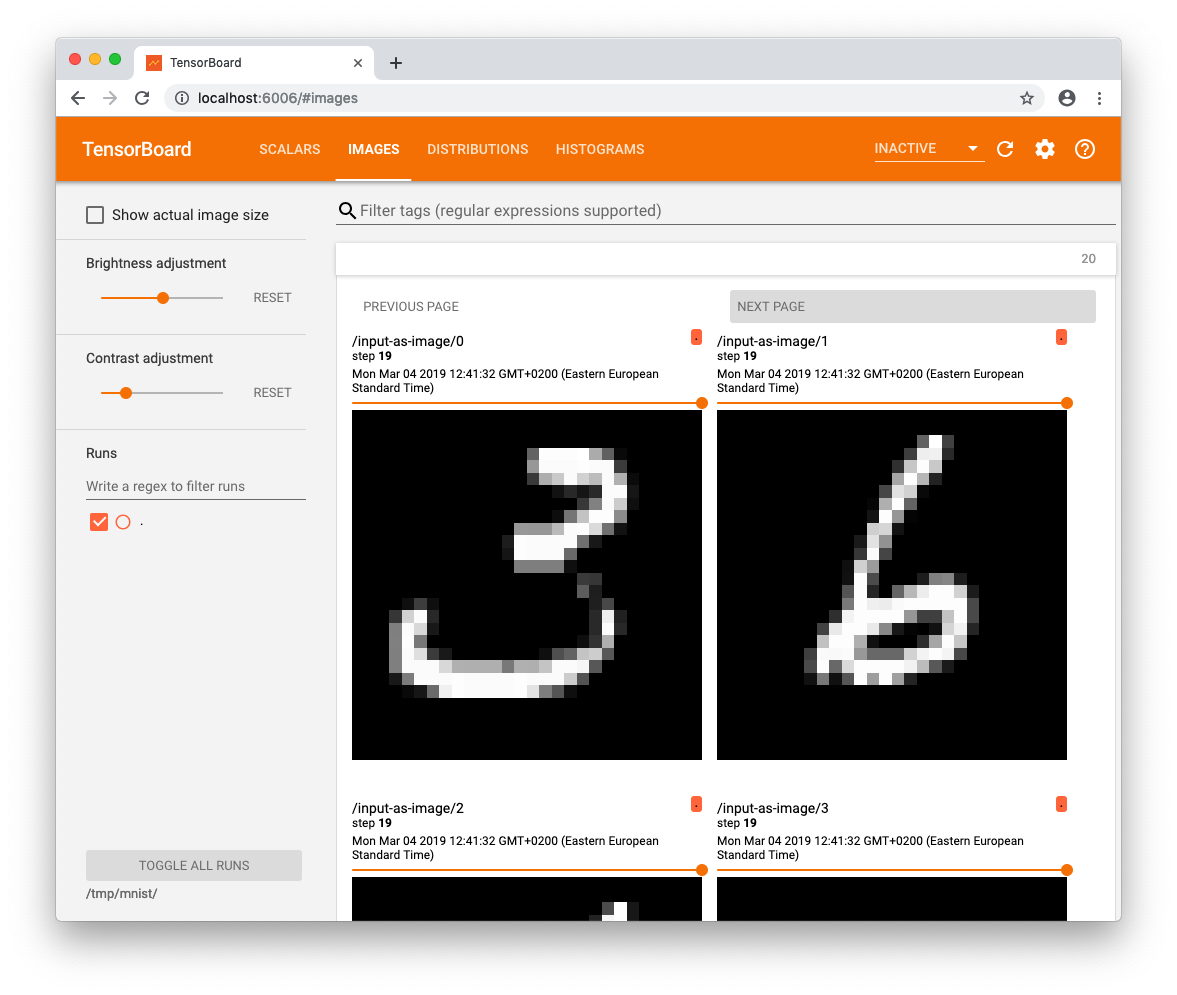 TensorBoard
localhost:6006/#images
TensorBoard
SCALARS
IMAGES
DISTRIBUTIONS
HISTOGRAMS
INACTIVE
Show actual image size
Brightness adjustment
RESET
Contrast adjustment
RESET
Runs
Write a regex to filter runs
.
TOGGLE ALL RUNS
/tmp/mnist/
Filter tags (regular expressions supported)
20
PREVIOUS PAGE
NEXT PAGE
/input-as-image/0
.
step 19
Mon Mar 04 2019 12:41:32 GMT+0200 (Eastern European
Standard Time)
3
/input-as-image/1
.
step 19
Mon Mar 04 2019 12:41:32 GMT+0200 (Eastern European
Standard Time)
6
/input-as-image/2
.
step 19
Mon Mar 04 2019 12:41:32 GMT+0200 (Eastern European
Standard Time)
/input-as-image/3
.
step 19
Mon Mar 04 2019 12:41:32 GMT+0200 (Eastern European
Standard Time)